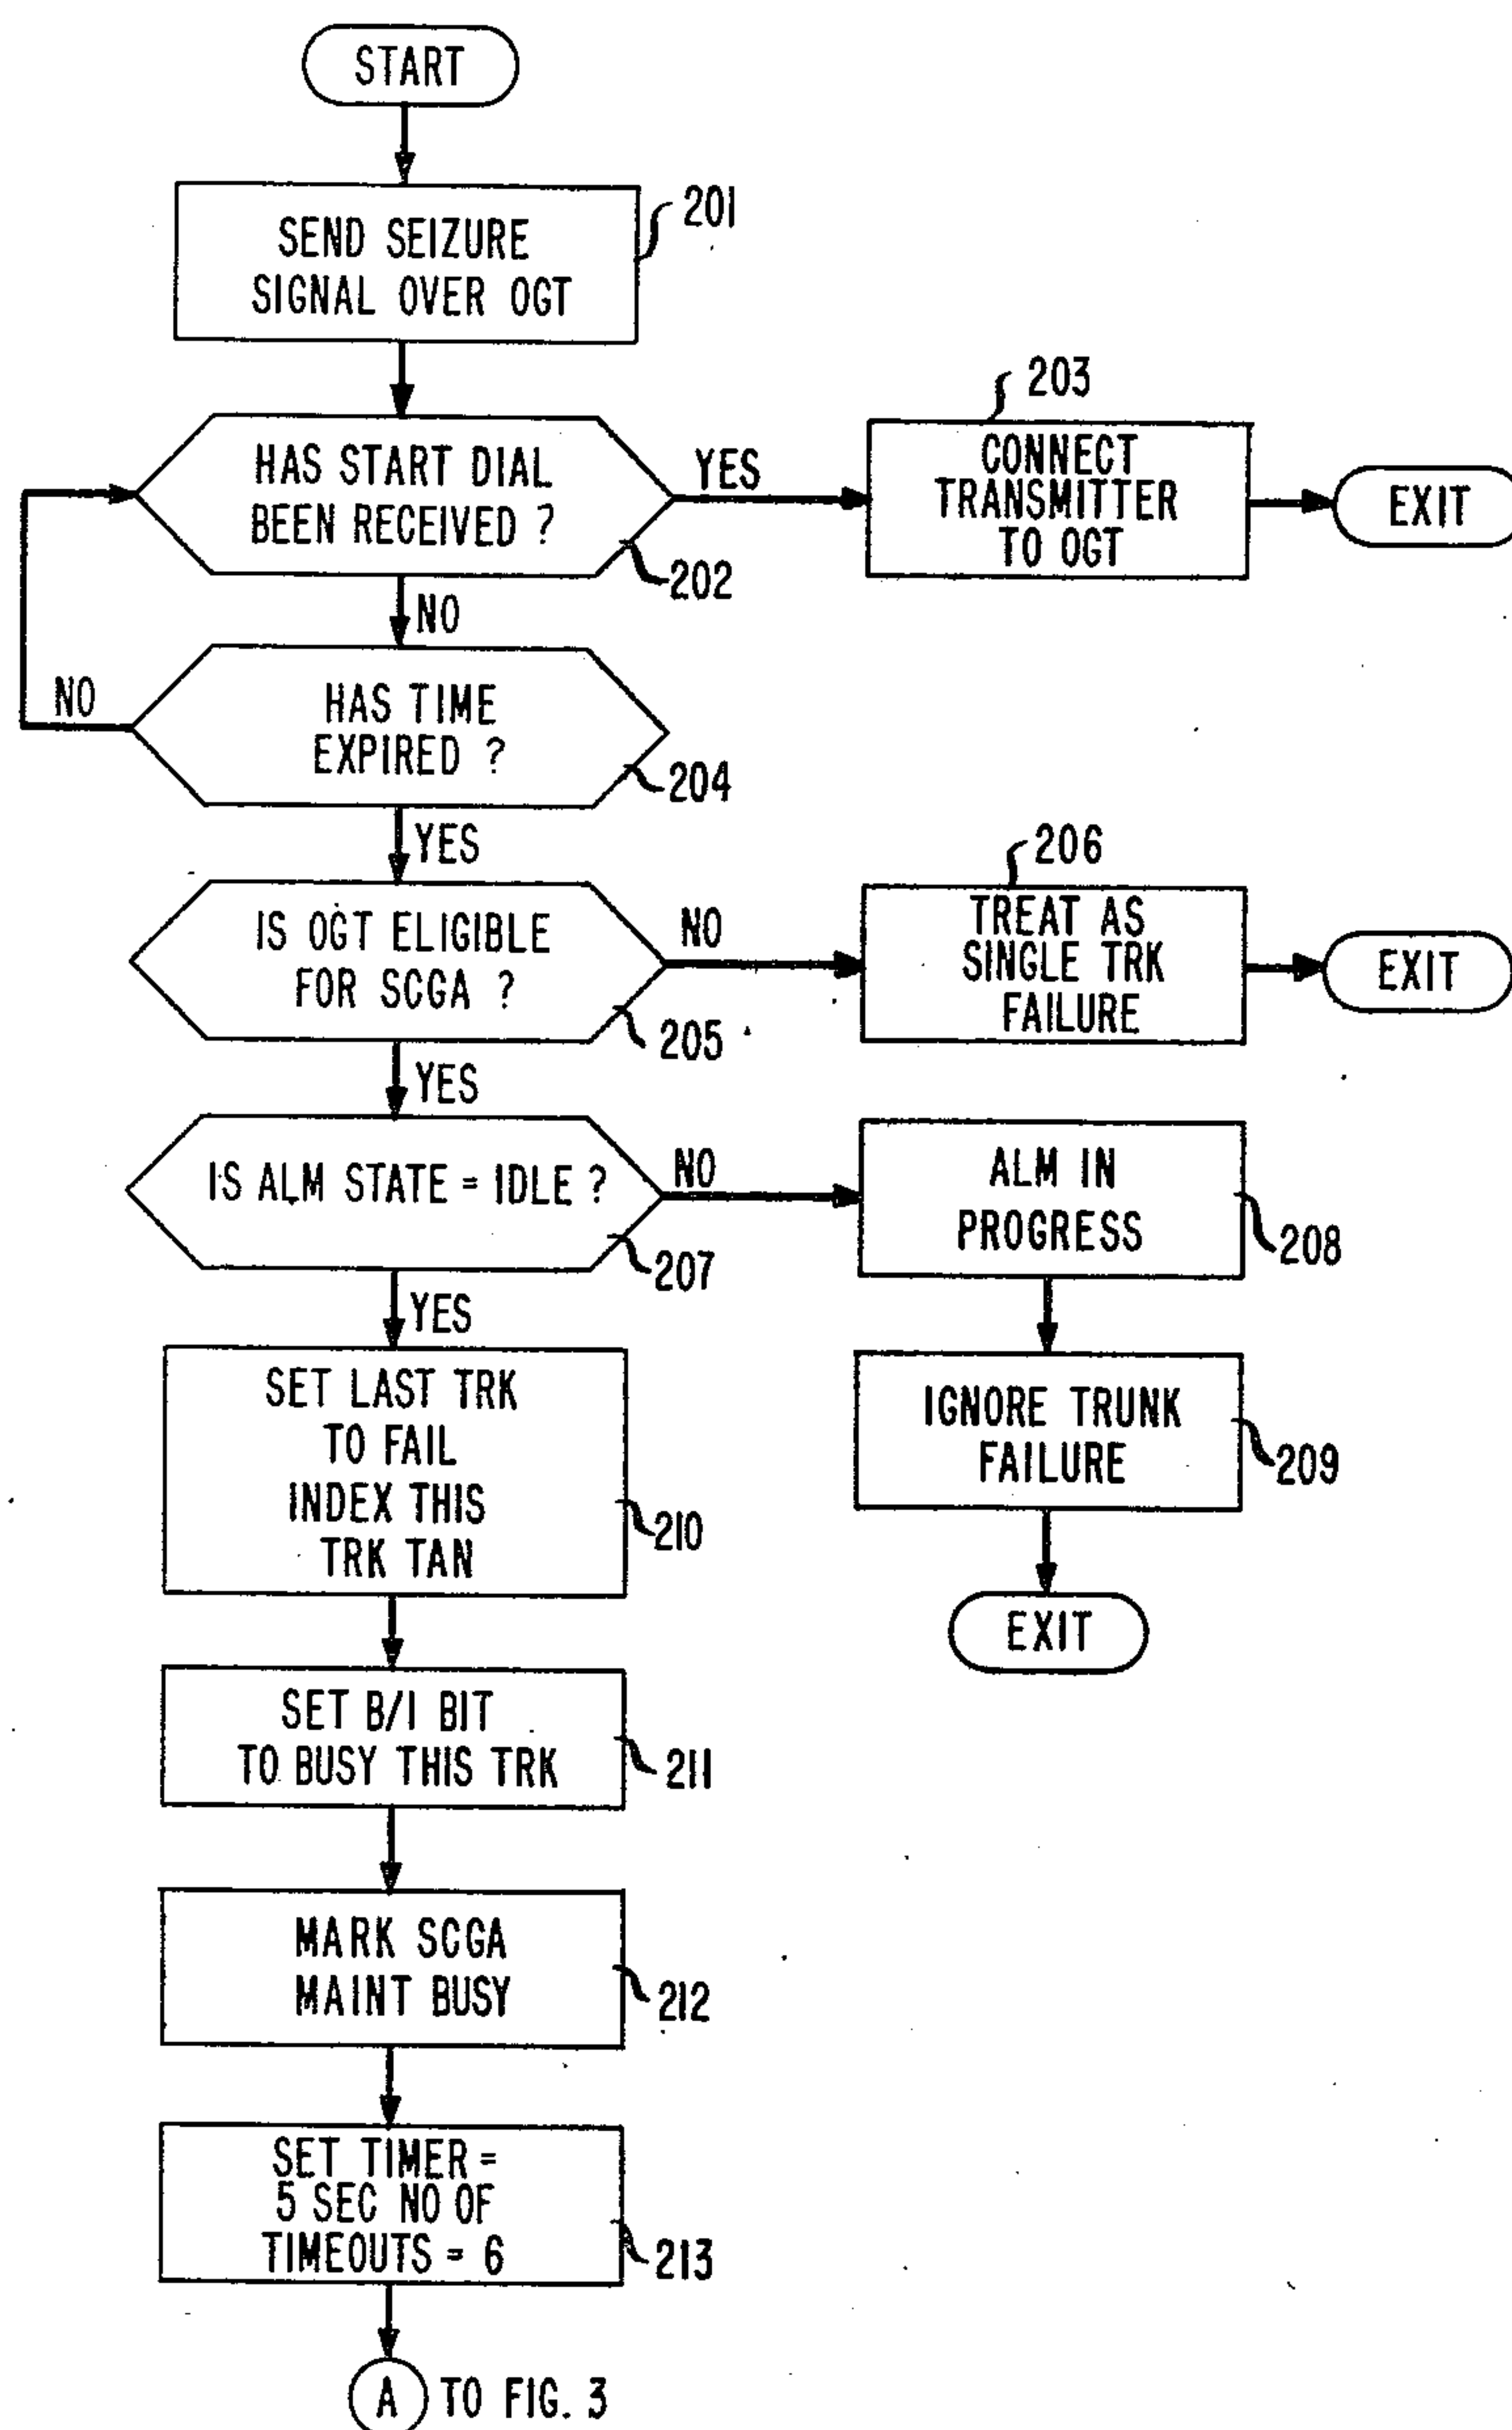 START
SEND SEIZURE
SIGNAL OVER OGT
201
HAS START DIAL
BEEN RECEIVED ?
202
YES
203
CONNECT
TRANSMITTER
TO OGT
EXIT
NO
HAS TIME
EXPIRED ?
204
NO
YES
IS OGT ELIGIBLE
FOR SCGA ?
205
NO
206
TREAT AS
SINGLE TRK
FAILURE
EXIT
YES
IS ALM STATE = IDLE ?
207
NO
ALM IN
PROGRESS
208
IGNORE TRUNK
FAILURE
209
EXIT
YES
SET LAST TRK
TO FAIL
INDEX THIS
TRK TAN
210
SET B/I BIT
TO BUSY THIS TRK
211
MARK SCGA
MAINT BUSY
212
SET TIMER =
5 SEC NO OF
TIMEOUTS = 6
213
A TO FIG. 3